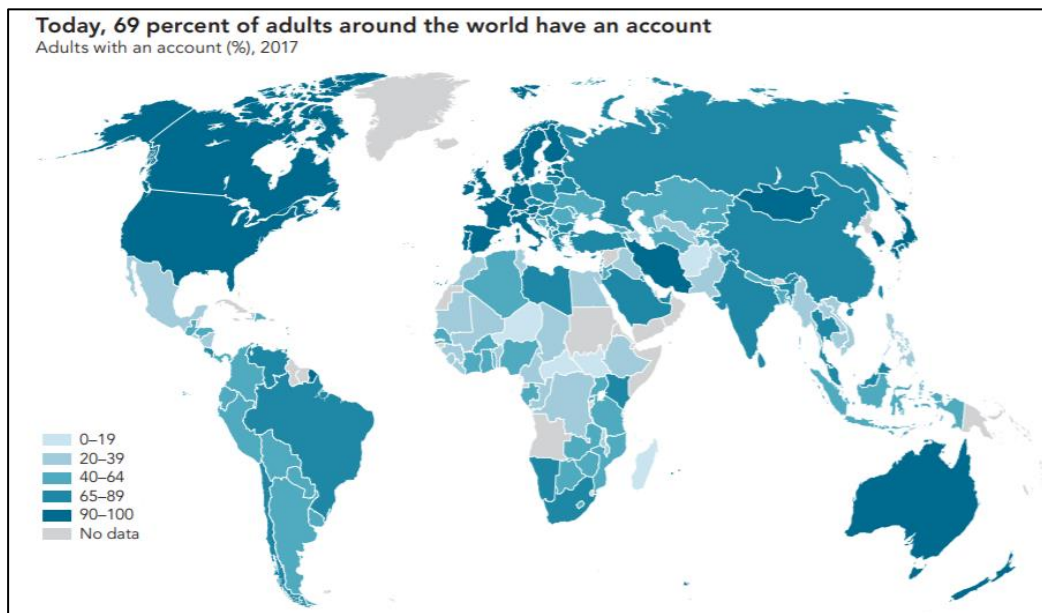 Today, 69 percent of adults around the world have an account
Adults with an account (%), 2017
0–19
20–39
40–64
65–89
90–100
No data